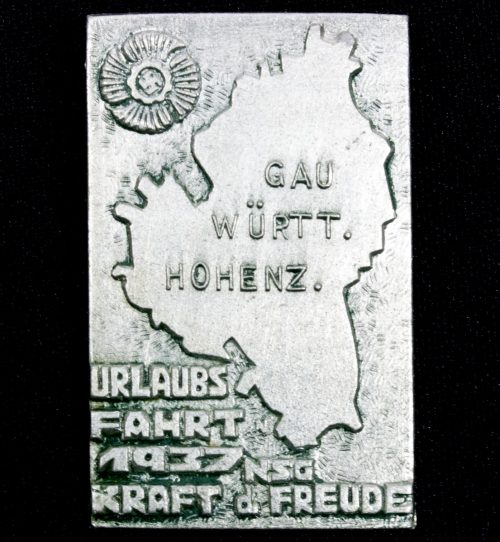 GAU
WÜRTT.
HOHENZ.
URLAUBS
FAHRT
1937 NSG
KRAFT d. FREUDE